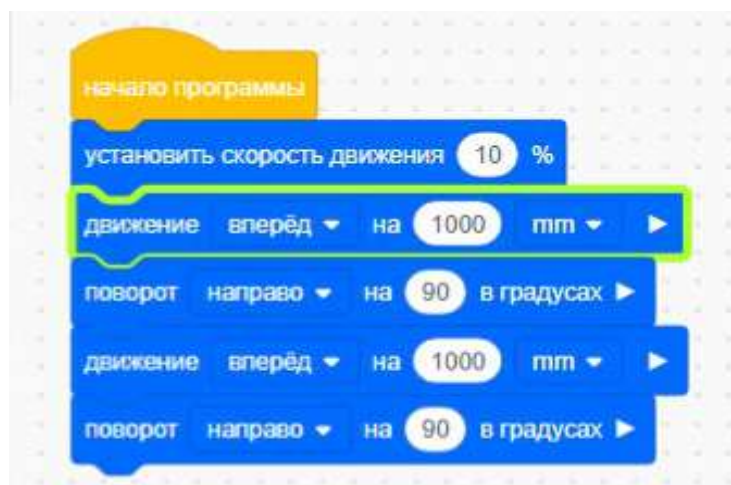 начало программы
установить скорость движения 10 %
движение вперёд на 1000 mm
поворот направо на 90 в градусах
движение вперёд на 1000 mm
поворот направо на 90 в градусах